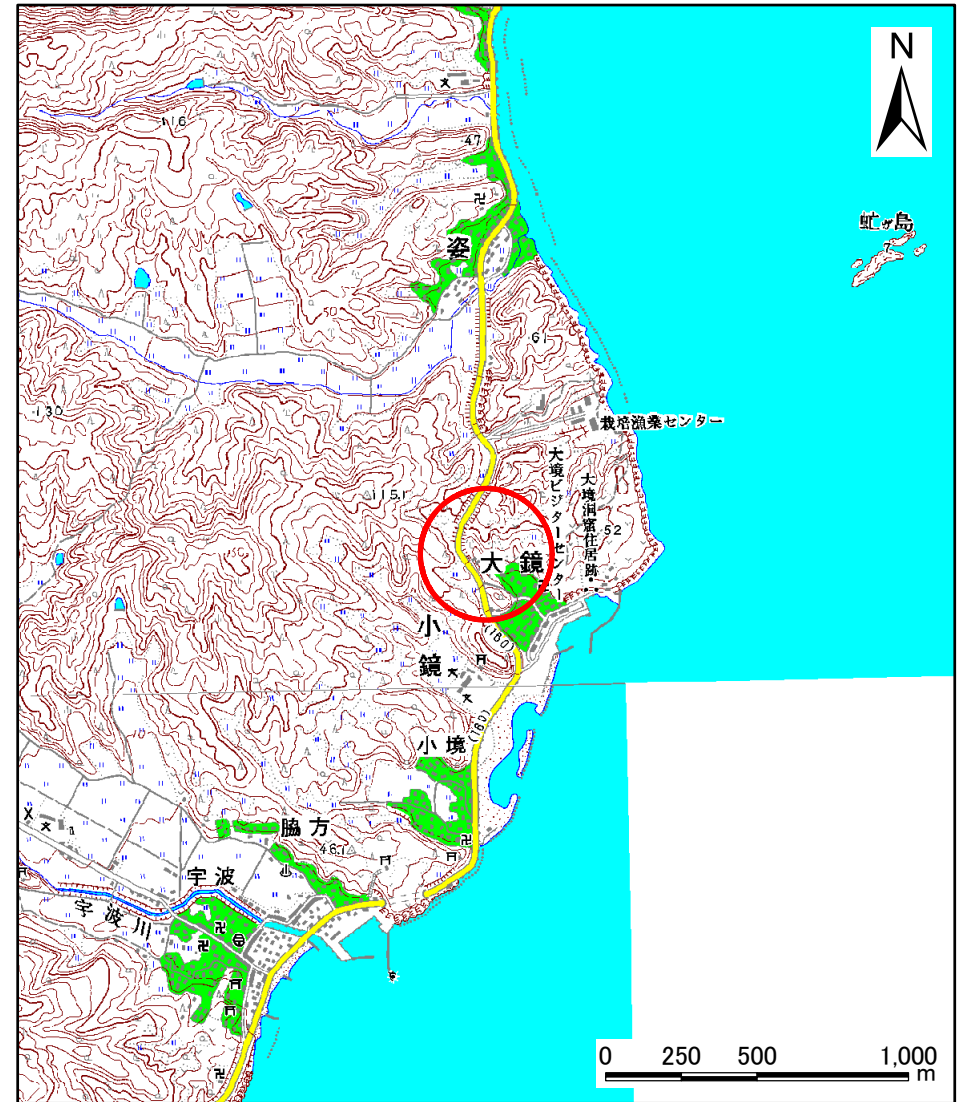 N
116
47
姿
虻ヶ島
7
50
61
130
栽培漁業センター
大境ビジターセンター
大境洞窟住居跡
115.1
52
大鏡
小鏡
(160)
(160)
小境
脇方
46.1
宇波
宇波川
0 250 500 1,000
m